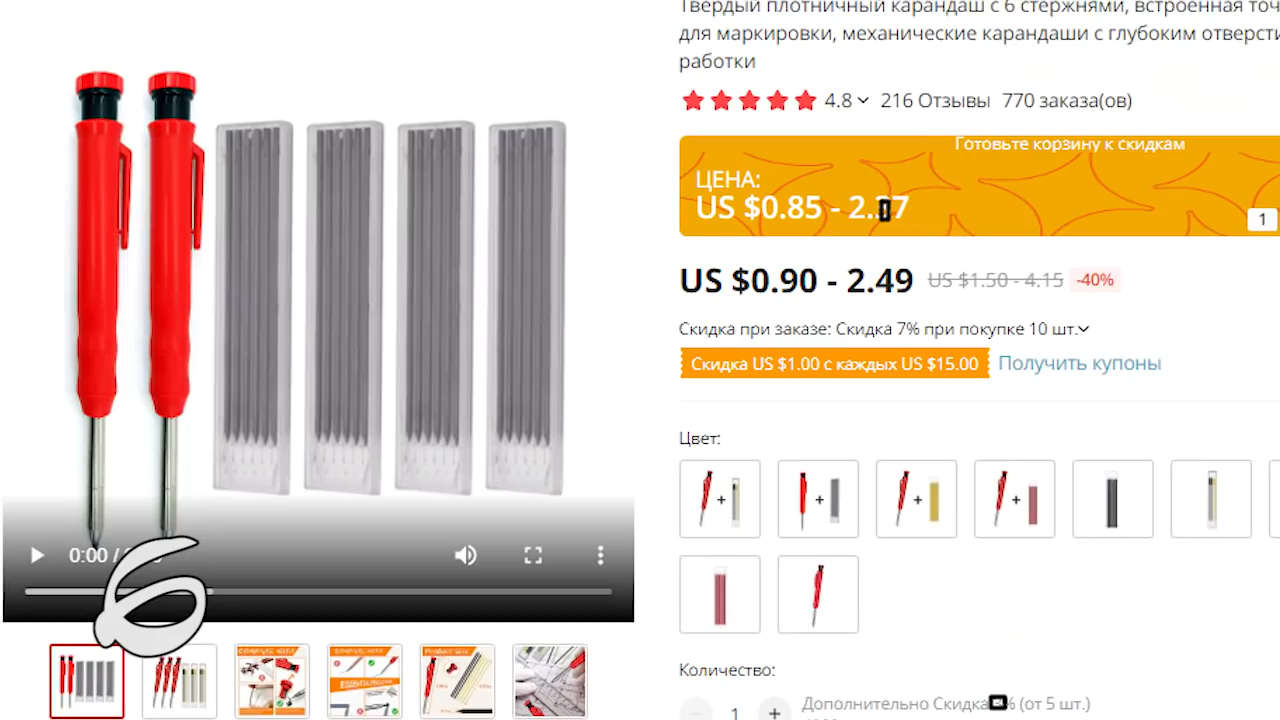 Твердый плотничный карандаш с 6 стержнями, встроенная
для маркировки, механические карандаши с глубоким
работки
4.8 216 Отзывы 770 заказа(ов)
Готовьте корзину к скидкам
ЦЕНА:
US $0.85 -
1
US $0.90 - 2.49 US $1.50 - 4.15 -40%
Скидка при заказе: Скидка 7% при покупке 10 шт.
Скидка US $1.00 с каждых US $15.00 Получить купоны
Цвет:
+ + + +
0:00 /
6
Количество:
− 1 +
Дополнительно Скидка % (от 5 шт.)